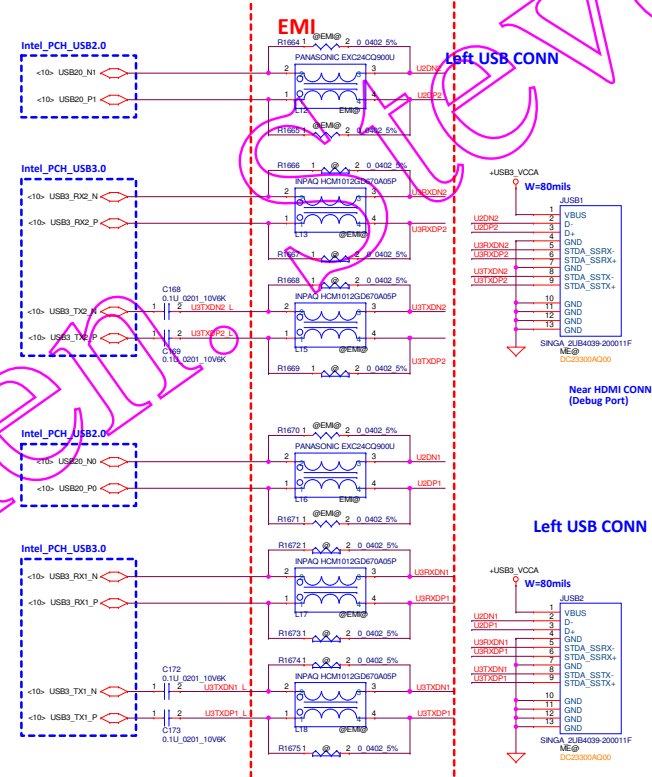 EMI
Intel_PCH_USB2.0
<10> USB20_N1
<10> USB20_P1
R1664 1 @EMI@ 2 0_0402_5%
PANASONIC EXC24CQ900U
2 3 U2DN2
1 4 U2DP2
L12 EMI@
@EMI@
R1665 1 2 0_0402_5%
Left USB CONN
Intel_PCH_USB3.0
<10> USB3_RX2_N
<10> USB3_RX2_P
R1666 1 @ 2 0_0402_5%
INPAQ HCM1012GD670A05P
2 3 U3RXDN2
1 4 U3RXDP2
L13 @EMI@
R1667 1 @ 2 0_0402_5%
<10> USB3_TX2_N
<10> USB3_TX2_P
C168
0.1U_0201_10V6K
1 2 U3TXDN2_L
1 2 U3TXDP2_L
C169
0.1U_0201_10V6K
R1668 1 @ 2 0_0402_5%
INPAQ HCM1012GD670A05P
2 3 U3TXDN2
1 4
L15 @EMI@
U3TXDP2
R1669 1 @ 2 0_0402_5%
+USB3_VCCA
W=80mils
JUSB1
1 VBUS
U2DN2 2 D-
U2DP2 3 D+
4 GND
U3RXDN2 5 STDA_SSRX-
U3RXDP2 6 STDA_SSRX+
7 GND
U3TXDN2 8 STDA_SSTX-
U3TXDP2 9 STDA_SSTX+
10 GND
11 GND
12 GND
13 GND
SINGA_2UB4039-200011F
ME@
DC23300AQ00
Near HDMI CONN
(Debug Port)
Intel_PCH_USB2.0
<10> USB20_N0
<10> USB20_P0
@EMI@
R1670 1 2 0_0402_5%
PANASONIC EXC24CQ900U
2 3 U2DN1
1 4 U2DP1
L16 EMI@
@EMI@
R1671 1 2 0_0402_5%
Intel_PCH_USB3.0
<10> USB3_RX1_N
<10> USB3_RX1_P
R1672 1 @ 2 0_0402_5%
INPAQ HCM1012GD670A05P
2 3 U3RXDN1
1 4 U3RXDP1
L17 @EMI@
R1673 1 @ 2 0_0402_5%
<10> USB3_TX1_N
<10> USB3_TX1_P
C172
0.1U_0201_10V6K
1 2 U3TXDN1_L
1 2 U3TXDP1_L
C173
0.1U_0201_10V6K
R1674 1 @ 2 0_0402_5%
INPAQ HCM1012GD670A05P
2 3 U3TXDN1
1 4 U3TXDP1
L18 @EMI@
R1675 1 @ 2 0_0402_5%
Left USB CONN
+USB3_VCCA
W=80mils
JUSB2
1 VBUS
U2DN1 2 D-
U2DP1 3 D+
4 GND
U3RXDN1 5 STDA_SSRX-
U3RXDP1 6 STDA_SSRX+
7 GND
U3TXDN1 8 STDA_SSTX-
U3TXDP1 9 STDA_SSTX+
10 GND
11 GND
12 GND
13 GND
SINGA_2UB4039-200011F
ME@
DC23300AQ00